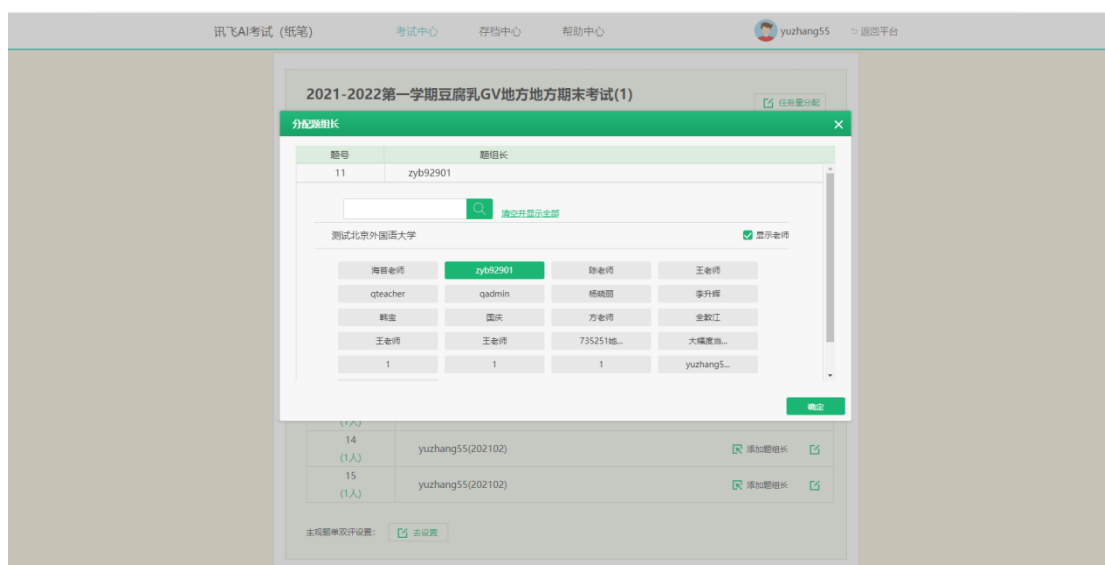 讯飞AI考试 (纸笔) 考试中心 存档中心 帮助中心 yuzhang55 返回平台
2021-2022第一学期豆腐乳GV地方地方期末考试(1)
任务量分配
分配题组长
题号 题组长
11 zyb92901
清空并显示全部
测试北京外国语大学 显示老师
海晋老师 zyb92901 陈老师 王老师
qteacher qadmin 杨晓丽 李升辉
韩宝 国庆 方老师 全教江
王老师 王老师 735251地... 大幅度当...
1 1 1 yuzhang5...
确定
(1人)
14
yuzhang55(202102) 添加题组长
(1人)
15
yuzhang55(202102) 添加题组长
(1人)
主观题单双评设置: 去设置